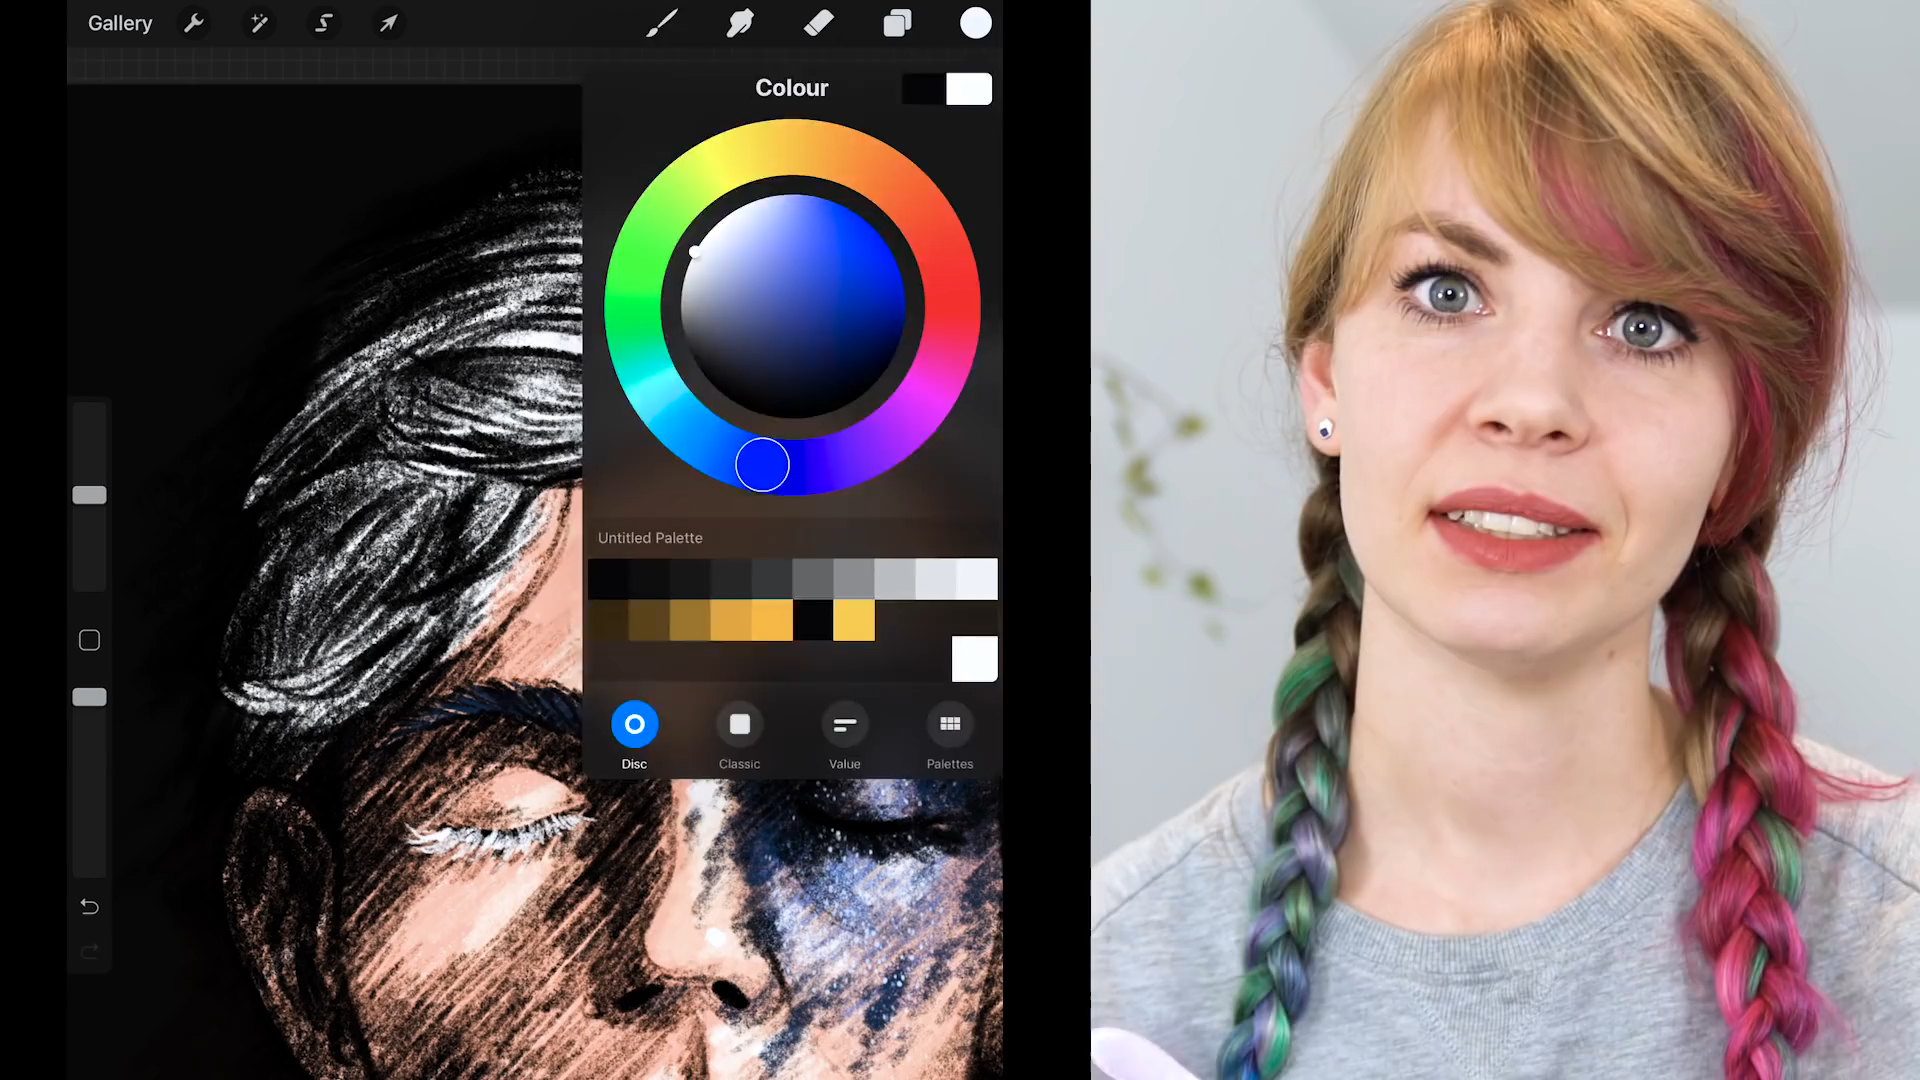 Gallery
Colour
Untitled Palette
Disc
Classic
Value
Palettes